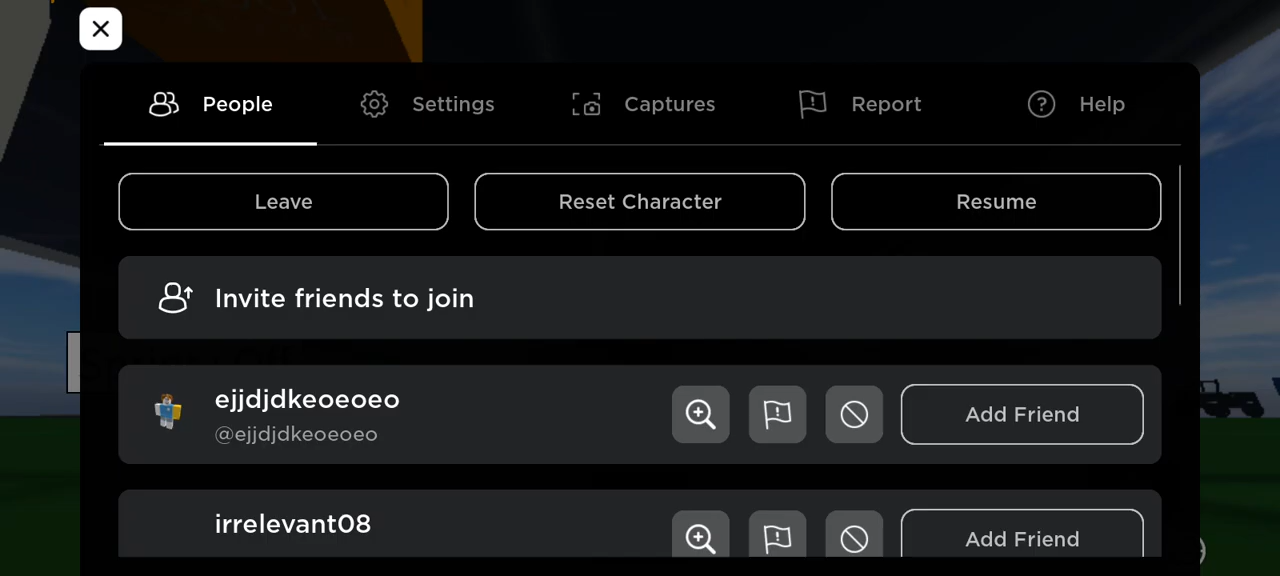 People
Settings
Captures
Report
Help
Leave
Reset Character
Resume
Invite friends to join
ejjdjdkeoeoeo
@ejjdjdkeoeoeo
Add Friend
irrelevant08
Add Friend